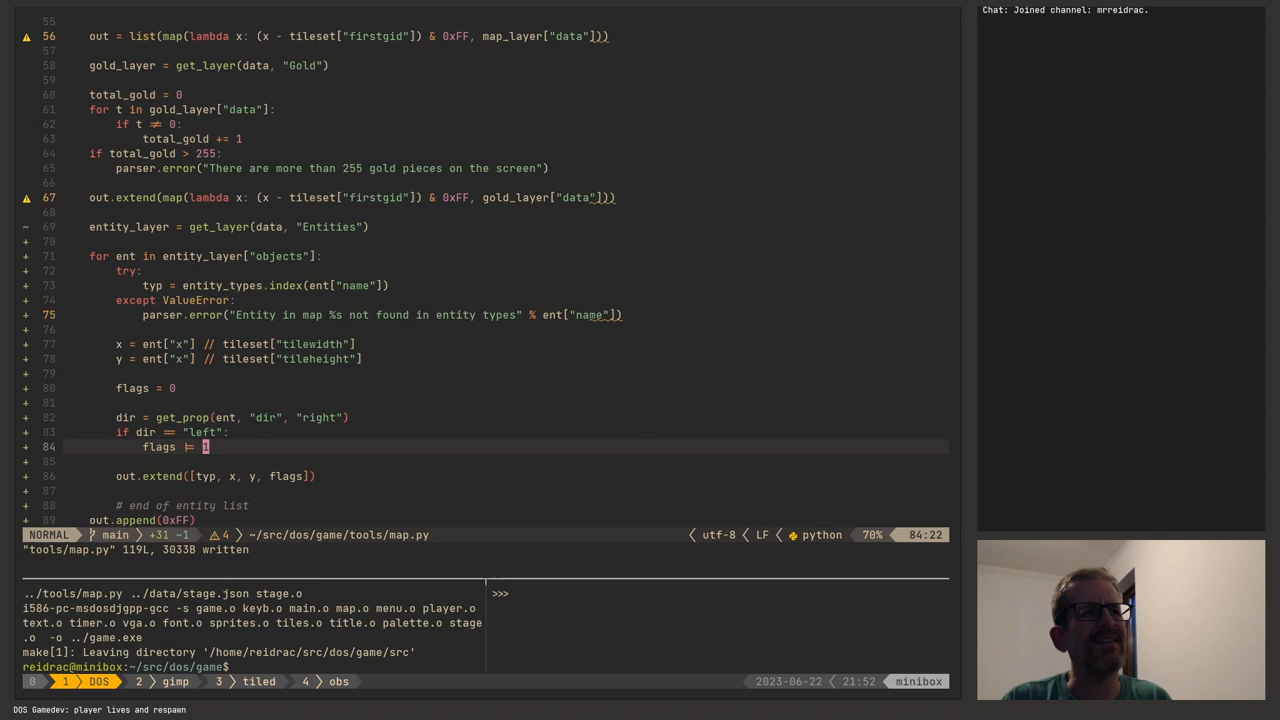 55
56 out = list(map(lambda x: (x - tileset["firstgid"]) & 0xFF, map_layer["data"]))
57
58 gold_layer = get_layer(data, "Gold")
59
60 total_gold = 0
61 for t in gold_layer["data"]:
62 if t ≠ 0:
63 total_gold += 1
64 if total_gold > 255:
65 parser.error("There are more than 255 gold pieces on the screen")
66
67 out.extend(map(lambda x: (x - tileset["firstgid"]) & 0xFF, gold_layer["data"]))
68
~ 69 entity_layer = get_layer(data, "Entities")
+ 70
+ 71 for ent in entity_layer["objects"]:
+ 72 try:
+ 73 typ = entity_types.index(ent["name"])
+ 74 except ValueError:
+ 75 parser.error("Entity in map %s not found in entity types" % ent["name"])
+ 76
+ 77 x = ent["x"] // tileset["tilewidth"]
+ 78 y = ent["x"] // tileset["tileheight"]
+ 79
+ 80 flags = 0
+ 81
+ 82 dir = get_prop(ent, "dir", "right")
+ 83 if dir == "left":
+ 84 flags |= 1
+ 85
+ 86 out.extend([typ, x, y, flags])
+ 87
+ 88 # end of entity list
+ 89 out.append(0xFF)
NORMAL main +31 ~1 4 ~/src/dos/game/tools/map.py utf-8 LF python 70% 84:22
"tools/map.py" 119L, 3033B written
../tools/map.py ../data/stage.json stage.o
i586-pc-msdosdjgpp-gcc -s game.o keyb.o main.o map.o menu.o player.o
text.o timer.o vga.o font.o sprites.o tiles.o title.o palette.o stage
.o -o ../game.exe
make[1]: Leaving directory '/home/reidrac/src/dos/game/src'
reidrac@minibox:~/src/dos/game$
>>>
0 1 DOS 2 gimp 3 tiled 4 obs 2023-06-22 21:52 minibox
DOS Gamedev: player lives and respawn
Chat: Joined channel: mrreidrac.